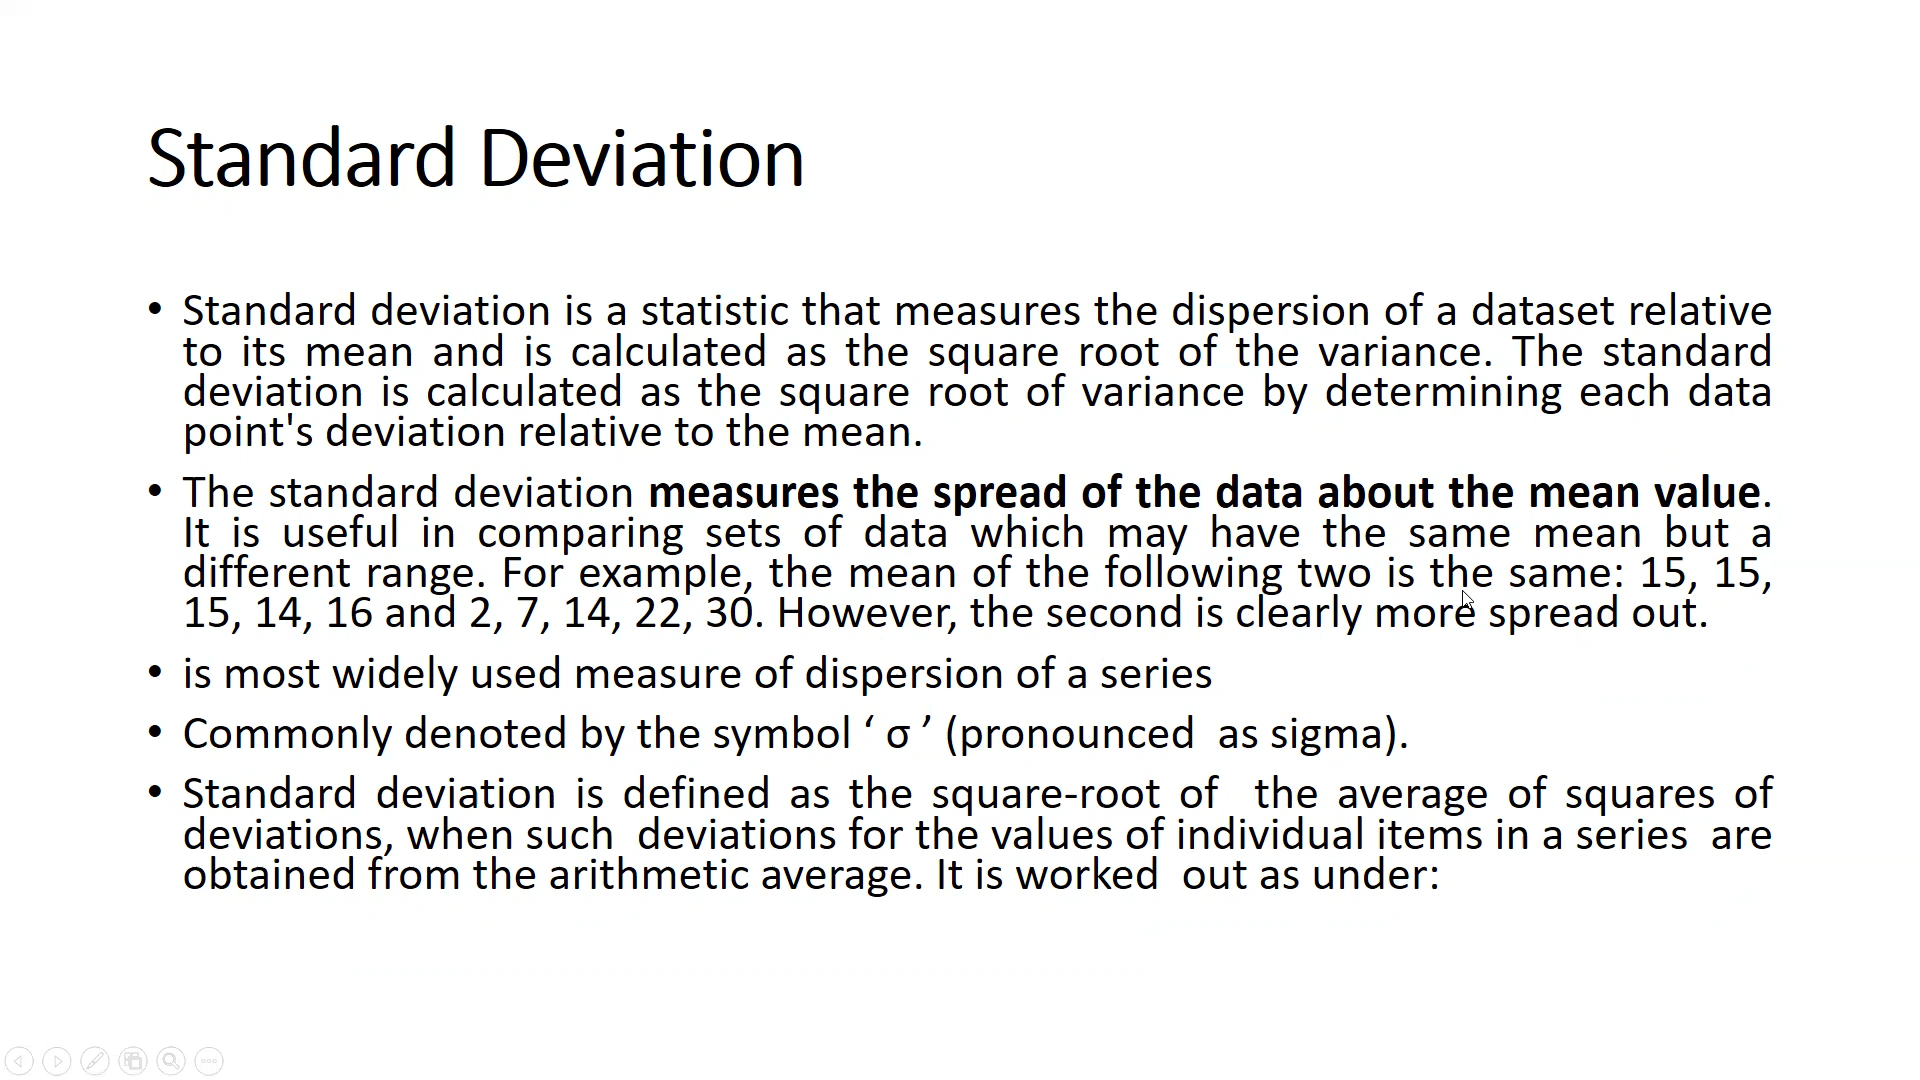 Standard Deviation
• Standard deviation is a statistic that measures the dispersion of a dataset relative
to its mean and is calculated as the square root of the variance. The standard
deviation is calculated as the square root of variance by determining each data
point's deviation relative to the mean.
• The standard deviation measures the spread of the data about the mean value.
It is useful in comparing sets of data which may have the same mean but a
different range. For example, the mean of the following two is the same: 15, 15,
15, 14, 16 and 2, 7, 14, 22, 30. However, the second is clearly more spread out.
• is most widely used measure of dispersion of a series
• Commonly denoted by the symbol ‘ σ ’ (pronounced  as sigma).
• Standard deviation is defined as the square-root of  the average of squares of
deviations, when such  deviations for the values of individual items in a series  are
obtained from the arithmetic average. It is worked  out as under: